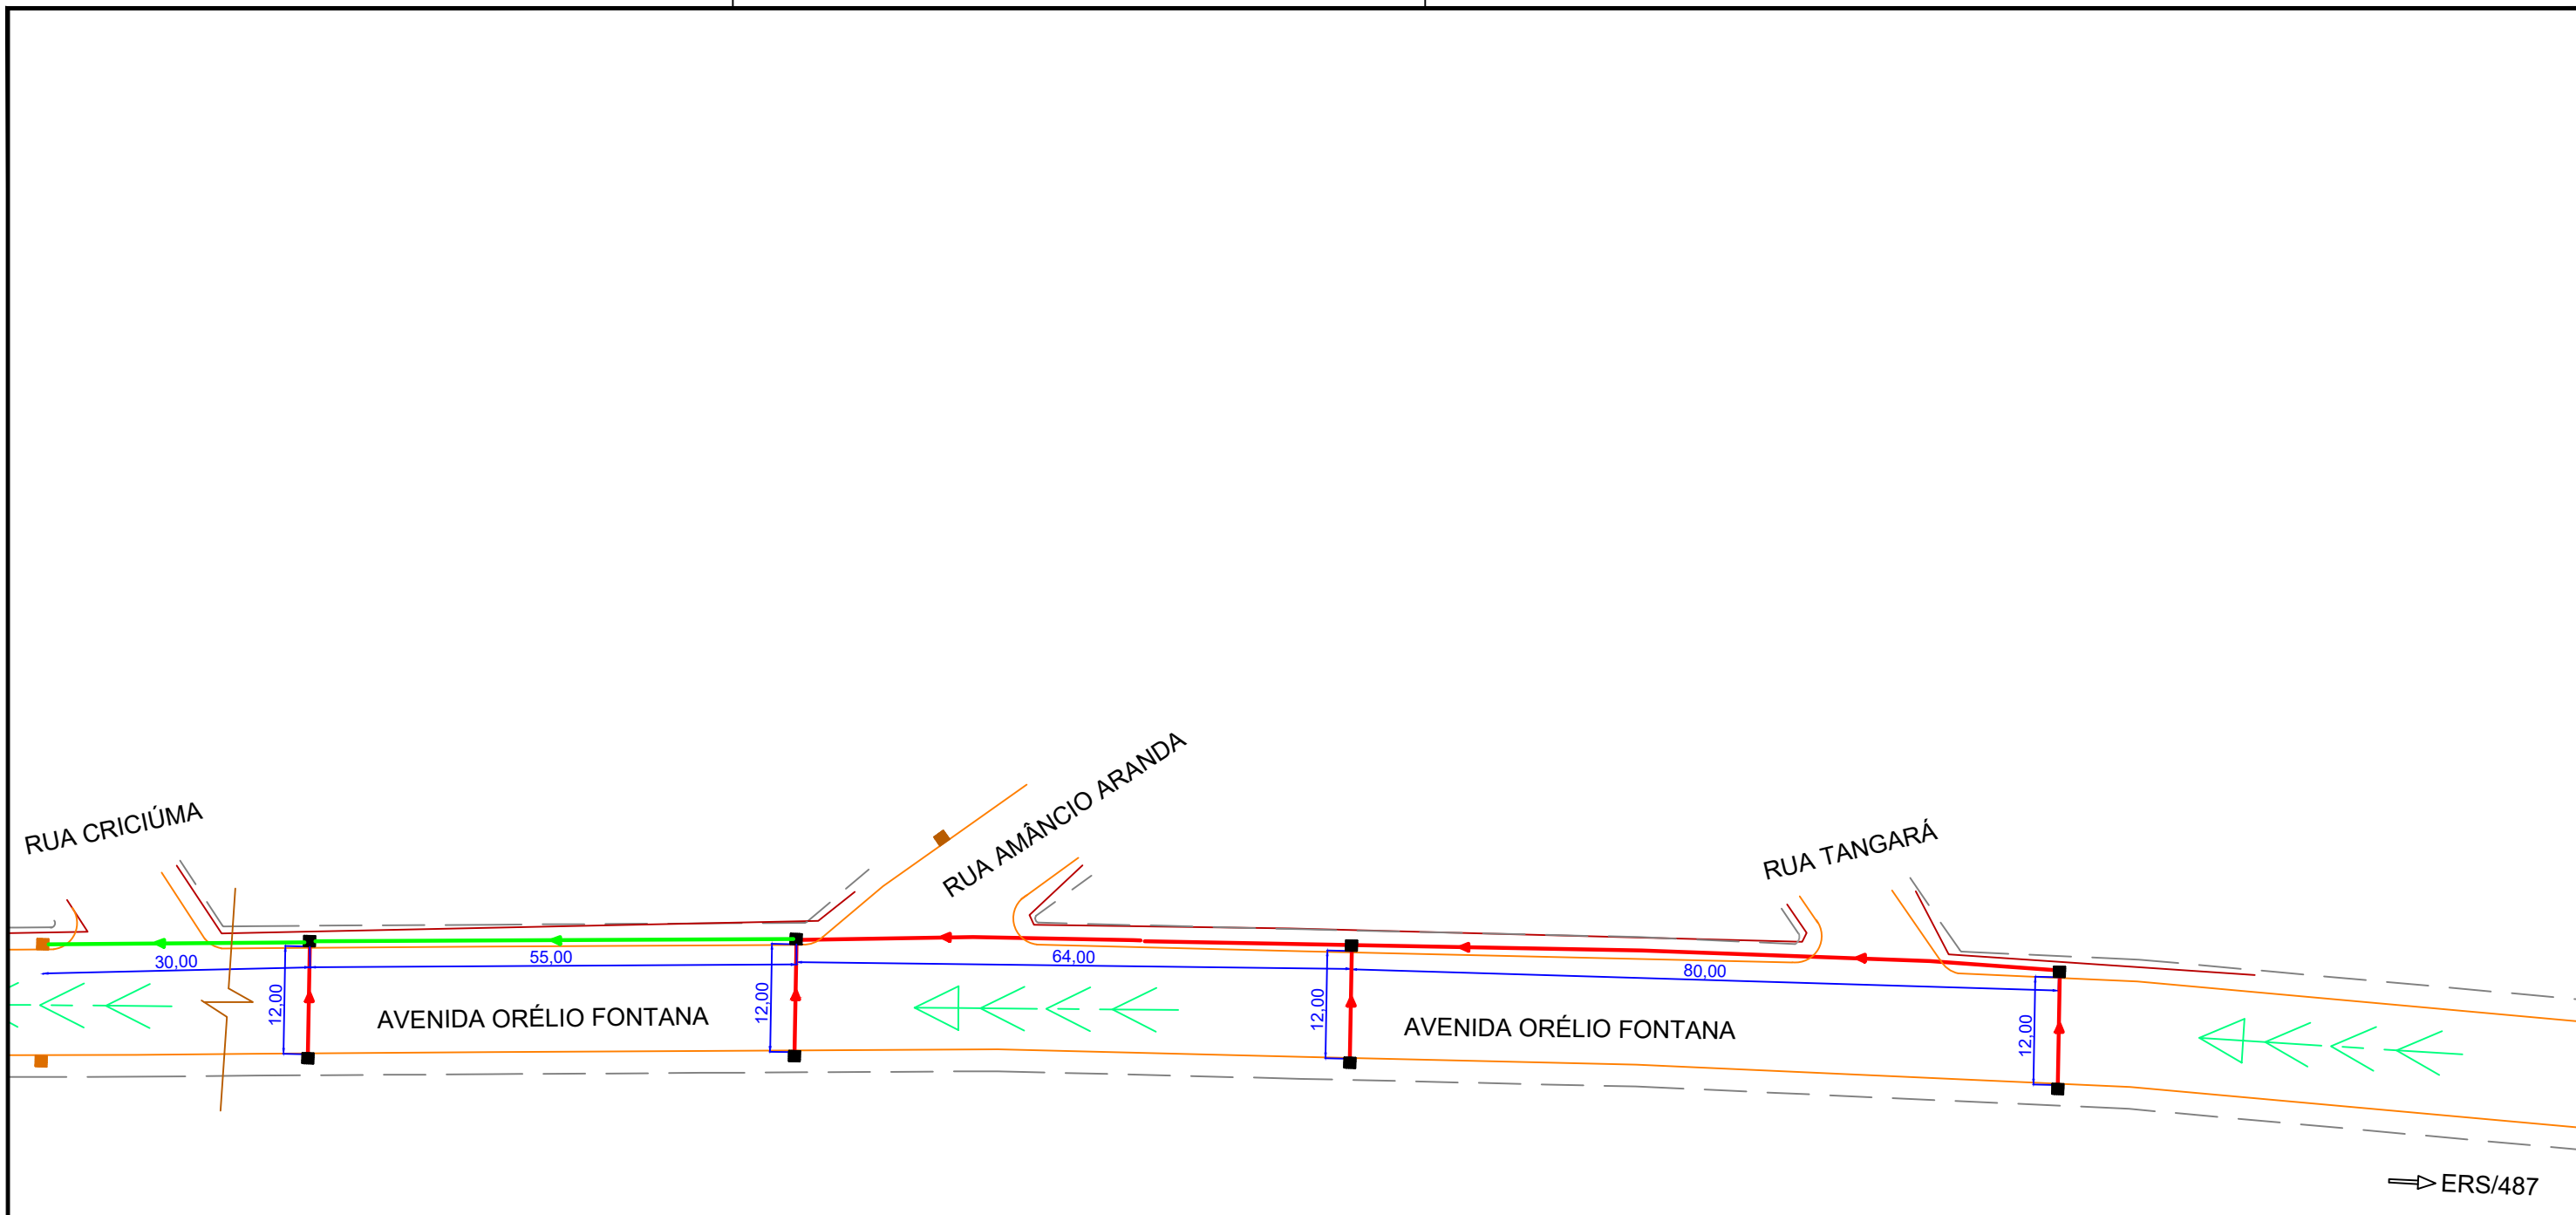 RUA AMÂNCIO ARANDA
RUA CRICIÚMA
RUA TANGARÁ
30,00
55,00
64,00
80,00
12,00
12,00
12,00
12,00
AVENIDA ORÉLIO FONTANA
AVENIDA ORÉLIO FONTANA
ERS/487